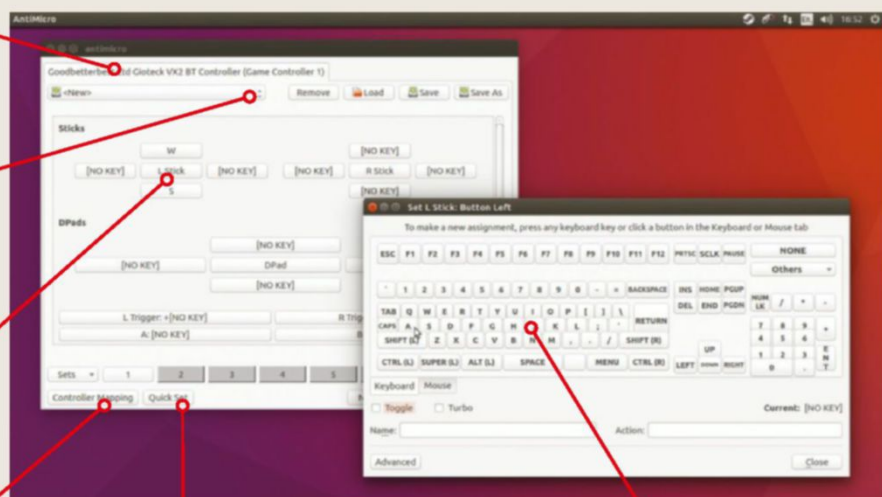 AntiMicro
16:52
antimicro
Goodbetterbe td Gioteck VX2 BT Controller (Game Controller 1)
<New>
Remove Load Save Save As
Sticks
W [NO KEY]
[NO KEY] L Stick [NO KEY] [NO KEY] R Stick [NO KEY]
S [NO KEY]
DPads
[NO KEY]
[NO KEY] DPad
[NO KEY]
L Trigger: +[NO KEY] R Trig
A: [NO KEY] B
Sets 1 2 3 4 5
Controller Mapping Quick Set N
Set L Stick: Button Left
To make a new assignment, press any keyboard key or click a button in the Keyboard or Mouse tab
ESC F1 F2 F3 F4 F5 F6 F7 F8 F9 F10 F11 F12 PRTSC SCLK PAUSE NONE
Others
` 1 2 3 4 5 6 7 8 9 0 - = BACKSPACE INS HOME PGUP
TAB Q W E R T Y U I O P [ ] \ DEL END PGDN NUM LK / * -
CAPS A S D F G H K L ; ' RETURN 7 8 9 +
SHIFT (L) Z X C V B N M , . / SHIFT (R) UP 4 5 6
CTRL (L) SUPER (L) ALT (L) SPACE MENU CTRL (R) LEFT DOWN RIGHT 1 2 3 ENT
0 .
Keyboard Mouse
Toggle Turbo Current: [NO KEY]
Name: Action:
Advanced Close